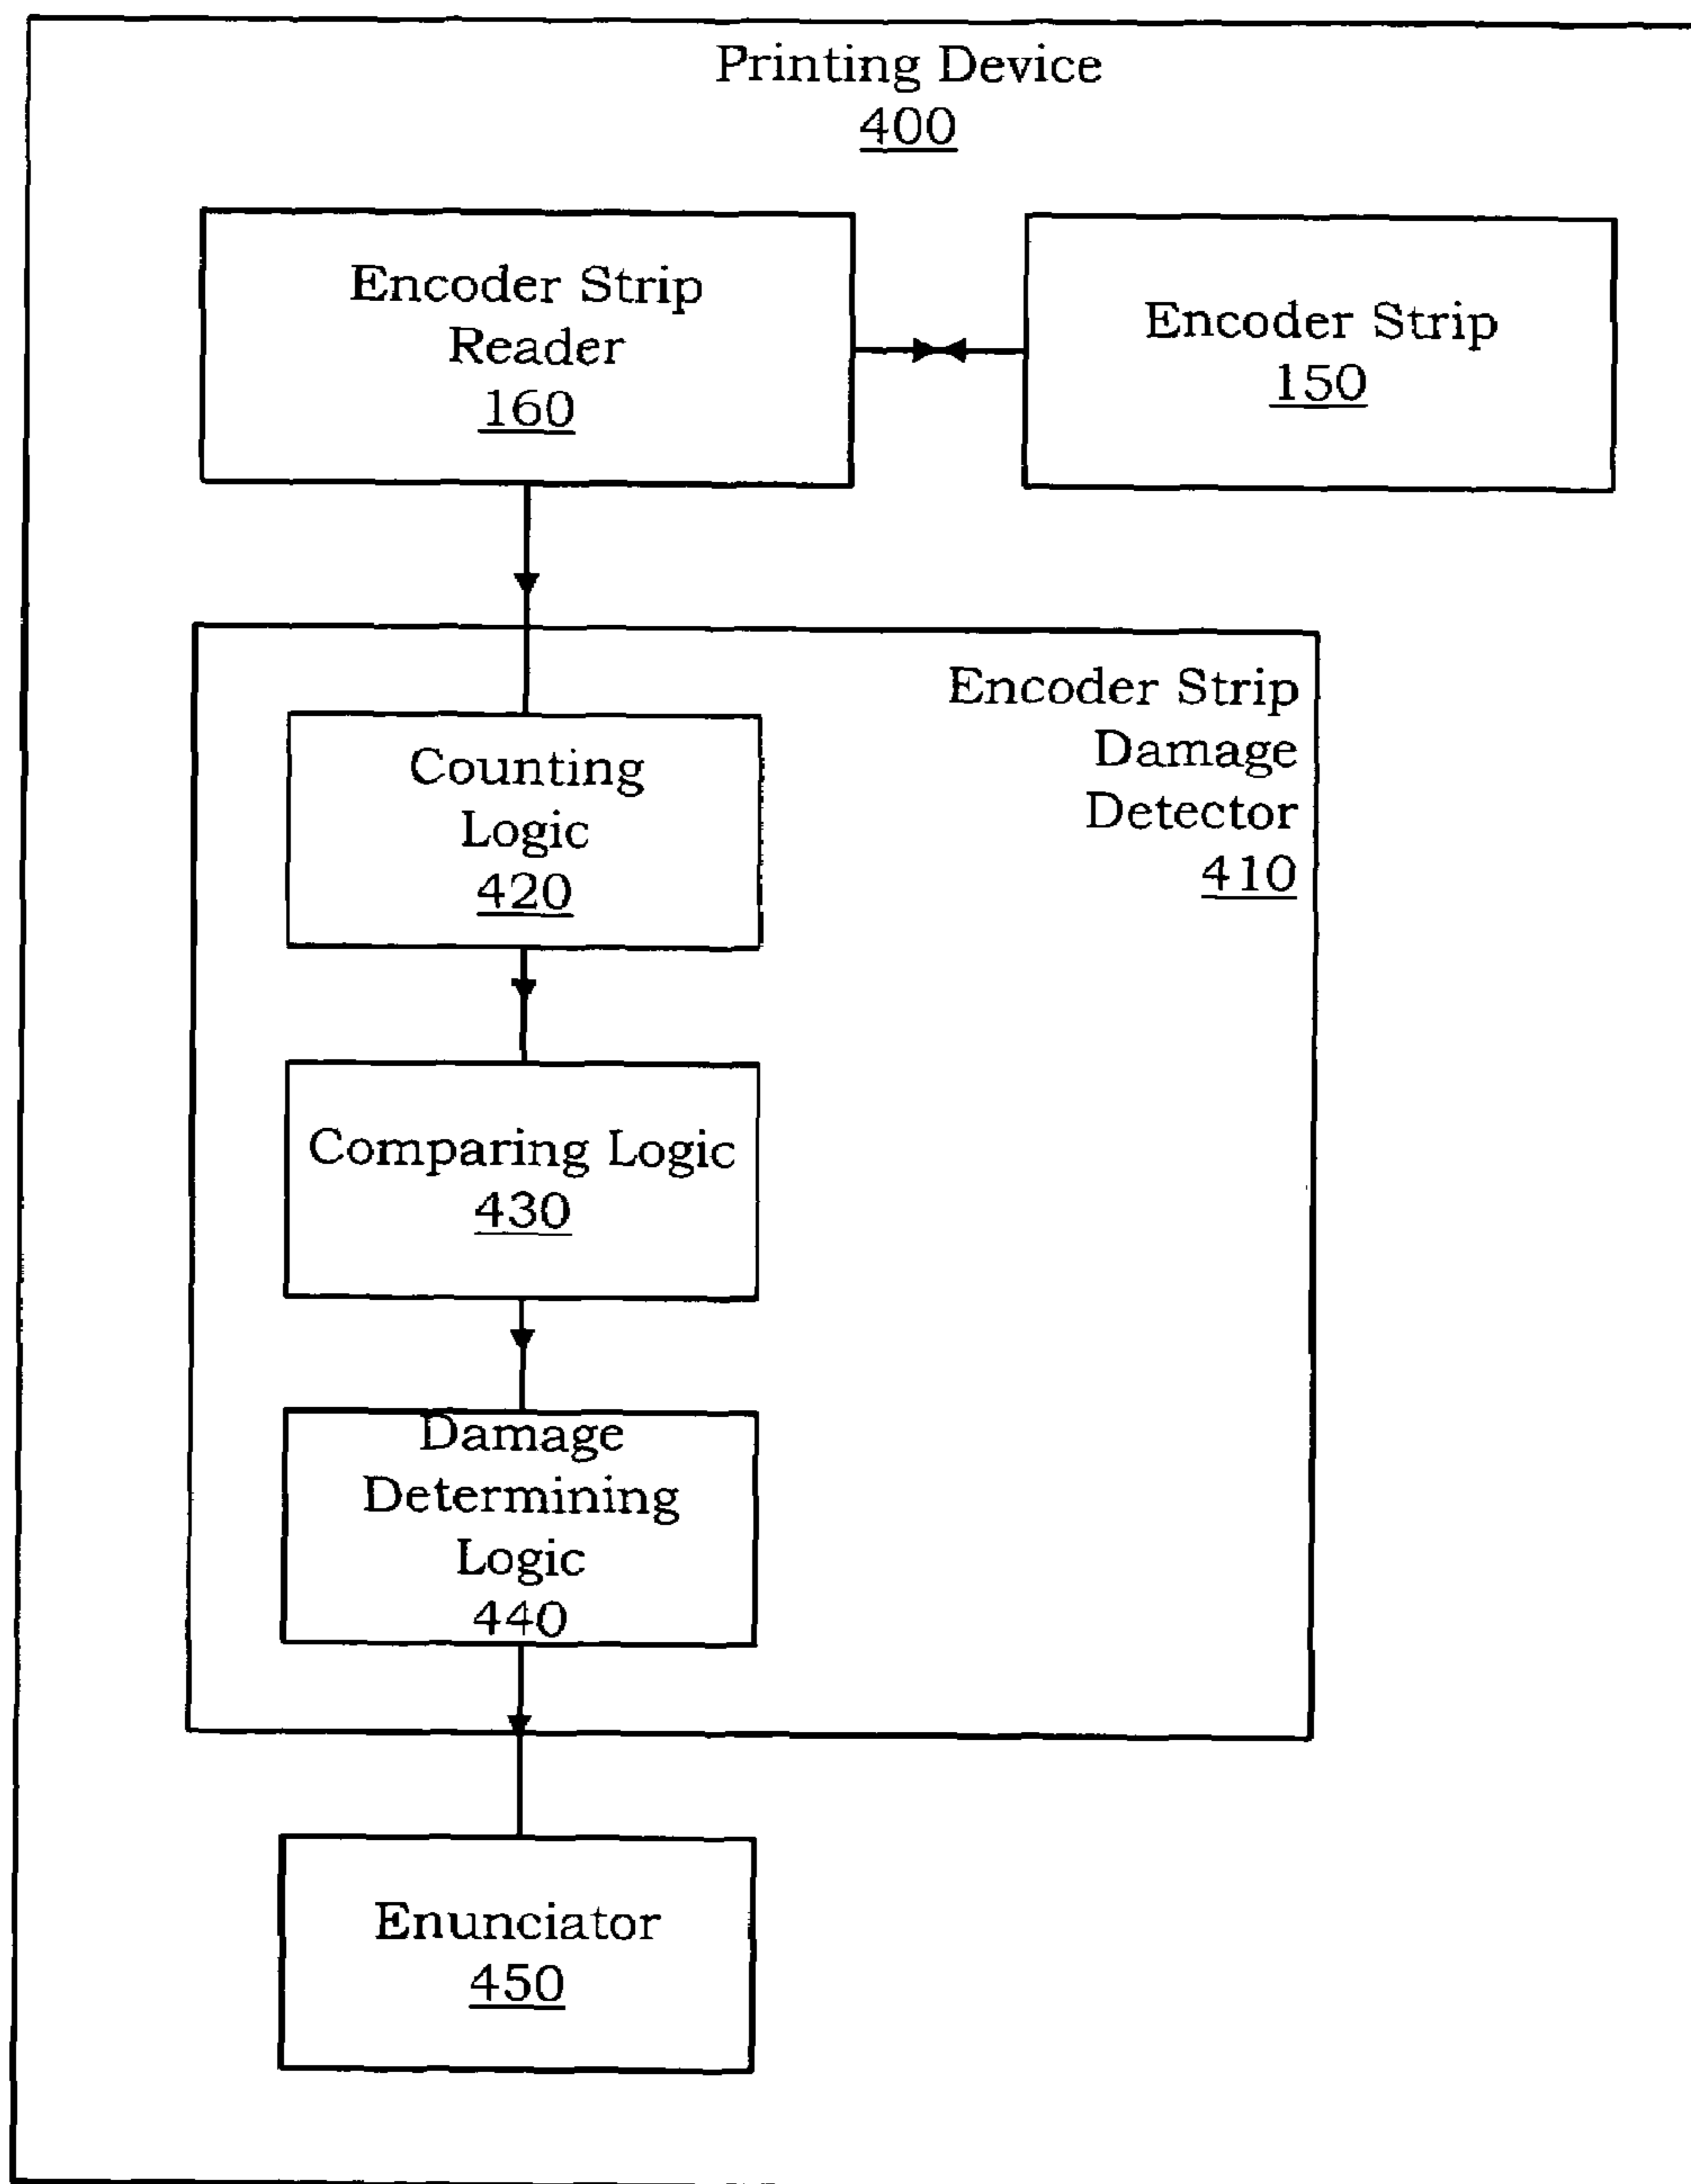 Printing Device
400
Encoder Strip
Reader
160
Encoder Strip
150
Encoder Strip
Damage
Detector
410
Counting
Logic
420
Comparing Logic
430
Damage
Determining
Logic
440
Enunciator
450